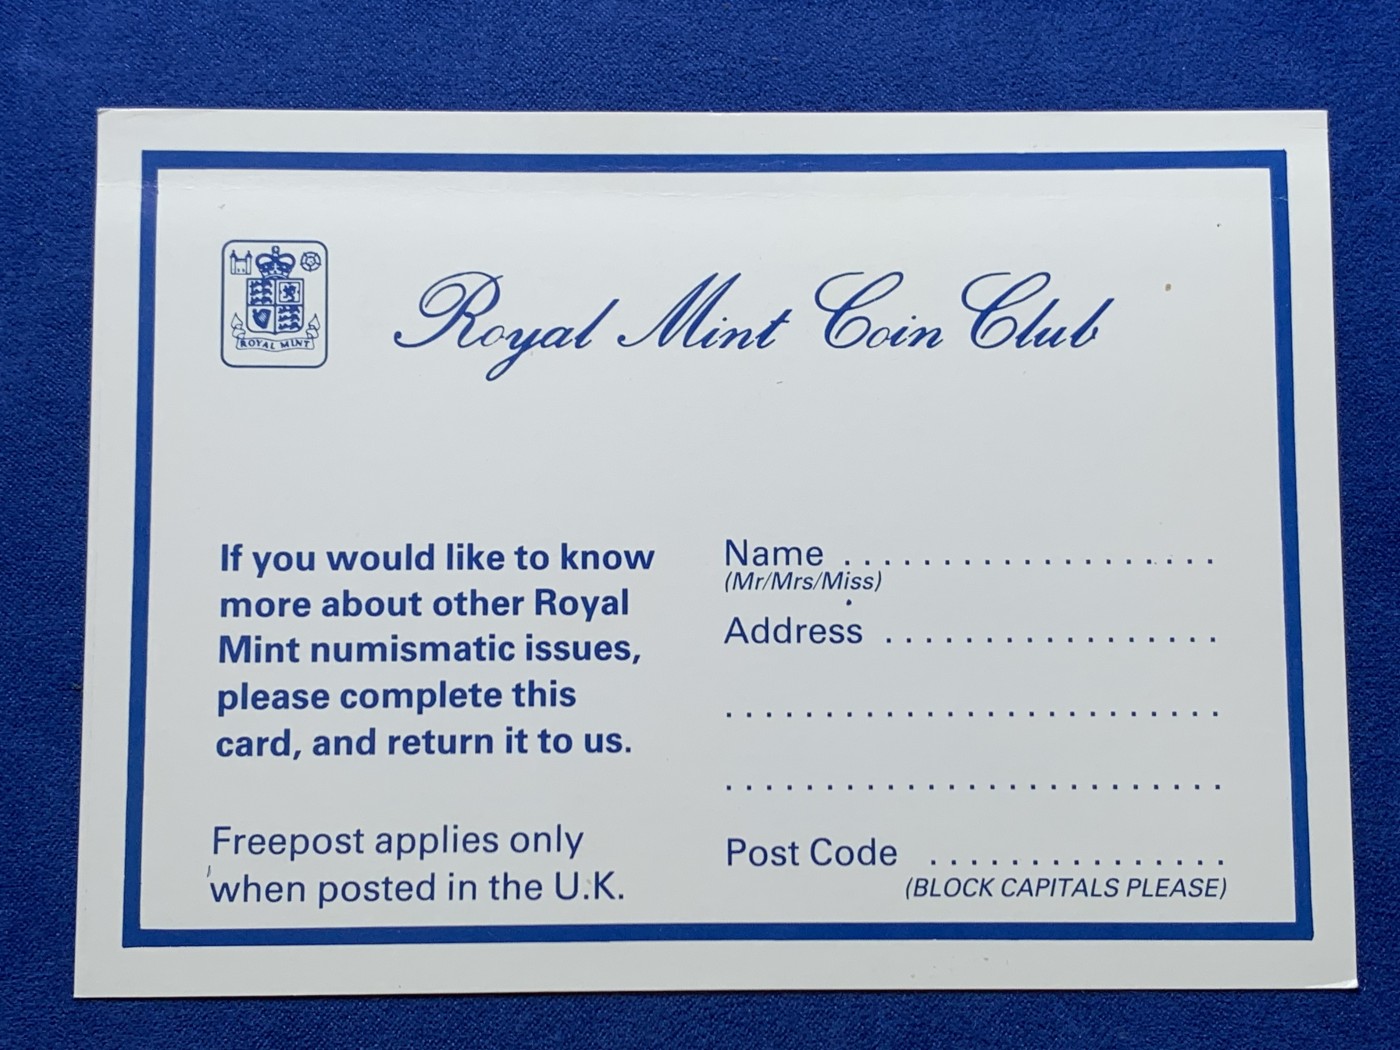 ROYAL MINT
Royal Mint Coin Club
If you would like to know
more about other Royal
Mint numismatic issues,
please complete this
card, and return it to us.
Freepost applies only
when posted in the U.K.
Name ...................
(Mr/Mrs/Miss)
Address .................
.........................
.........................
Post Code ...............
(BLOCK CAPITALS PLEASE)